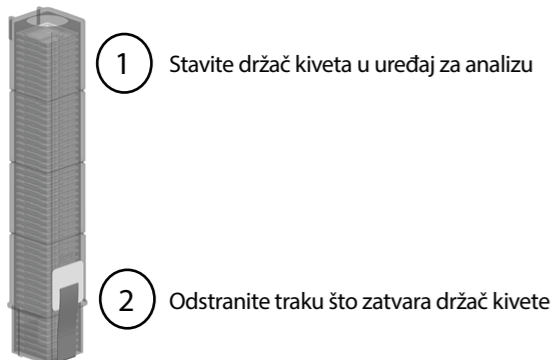 1 Stavite držač kiveta u uređaj za analizu
2 Odstranite traku što zatvara držač kivete